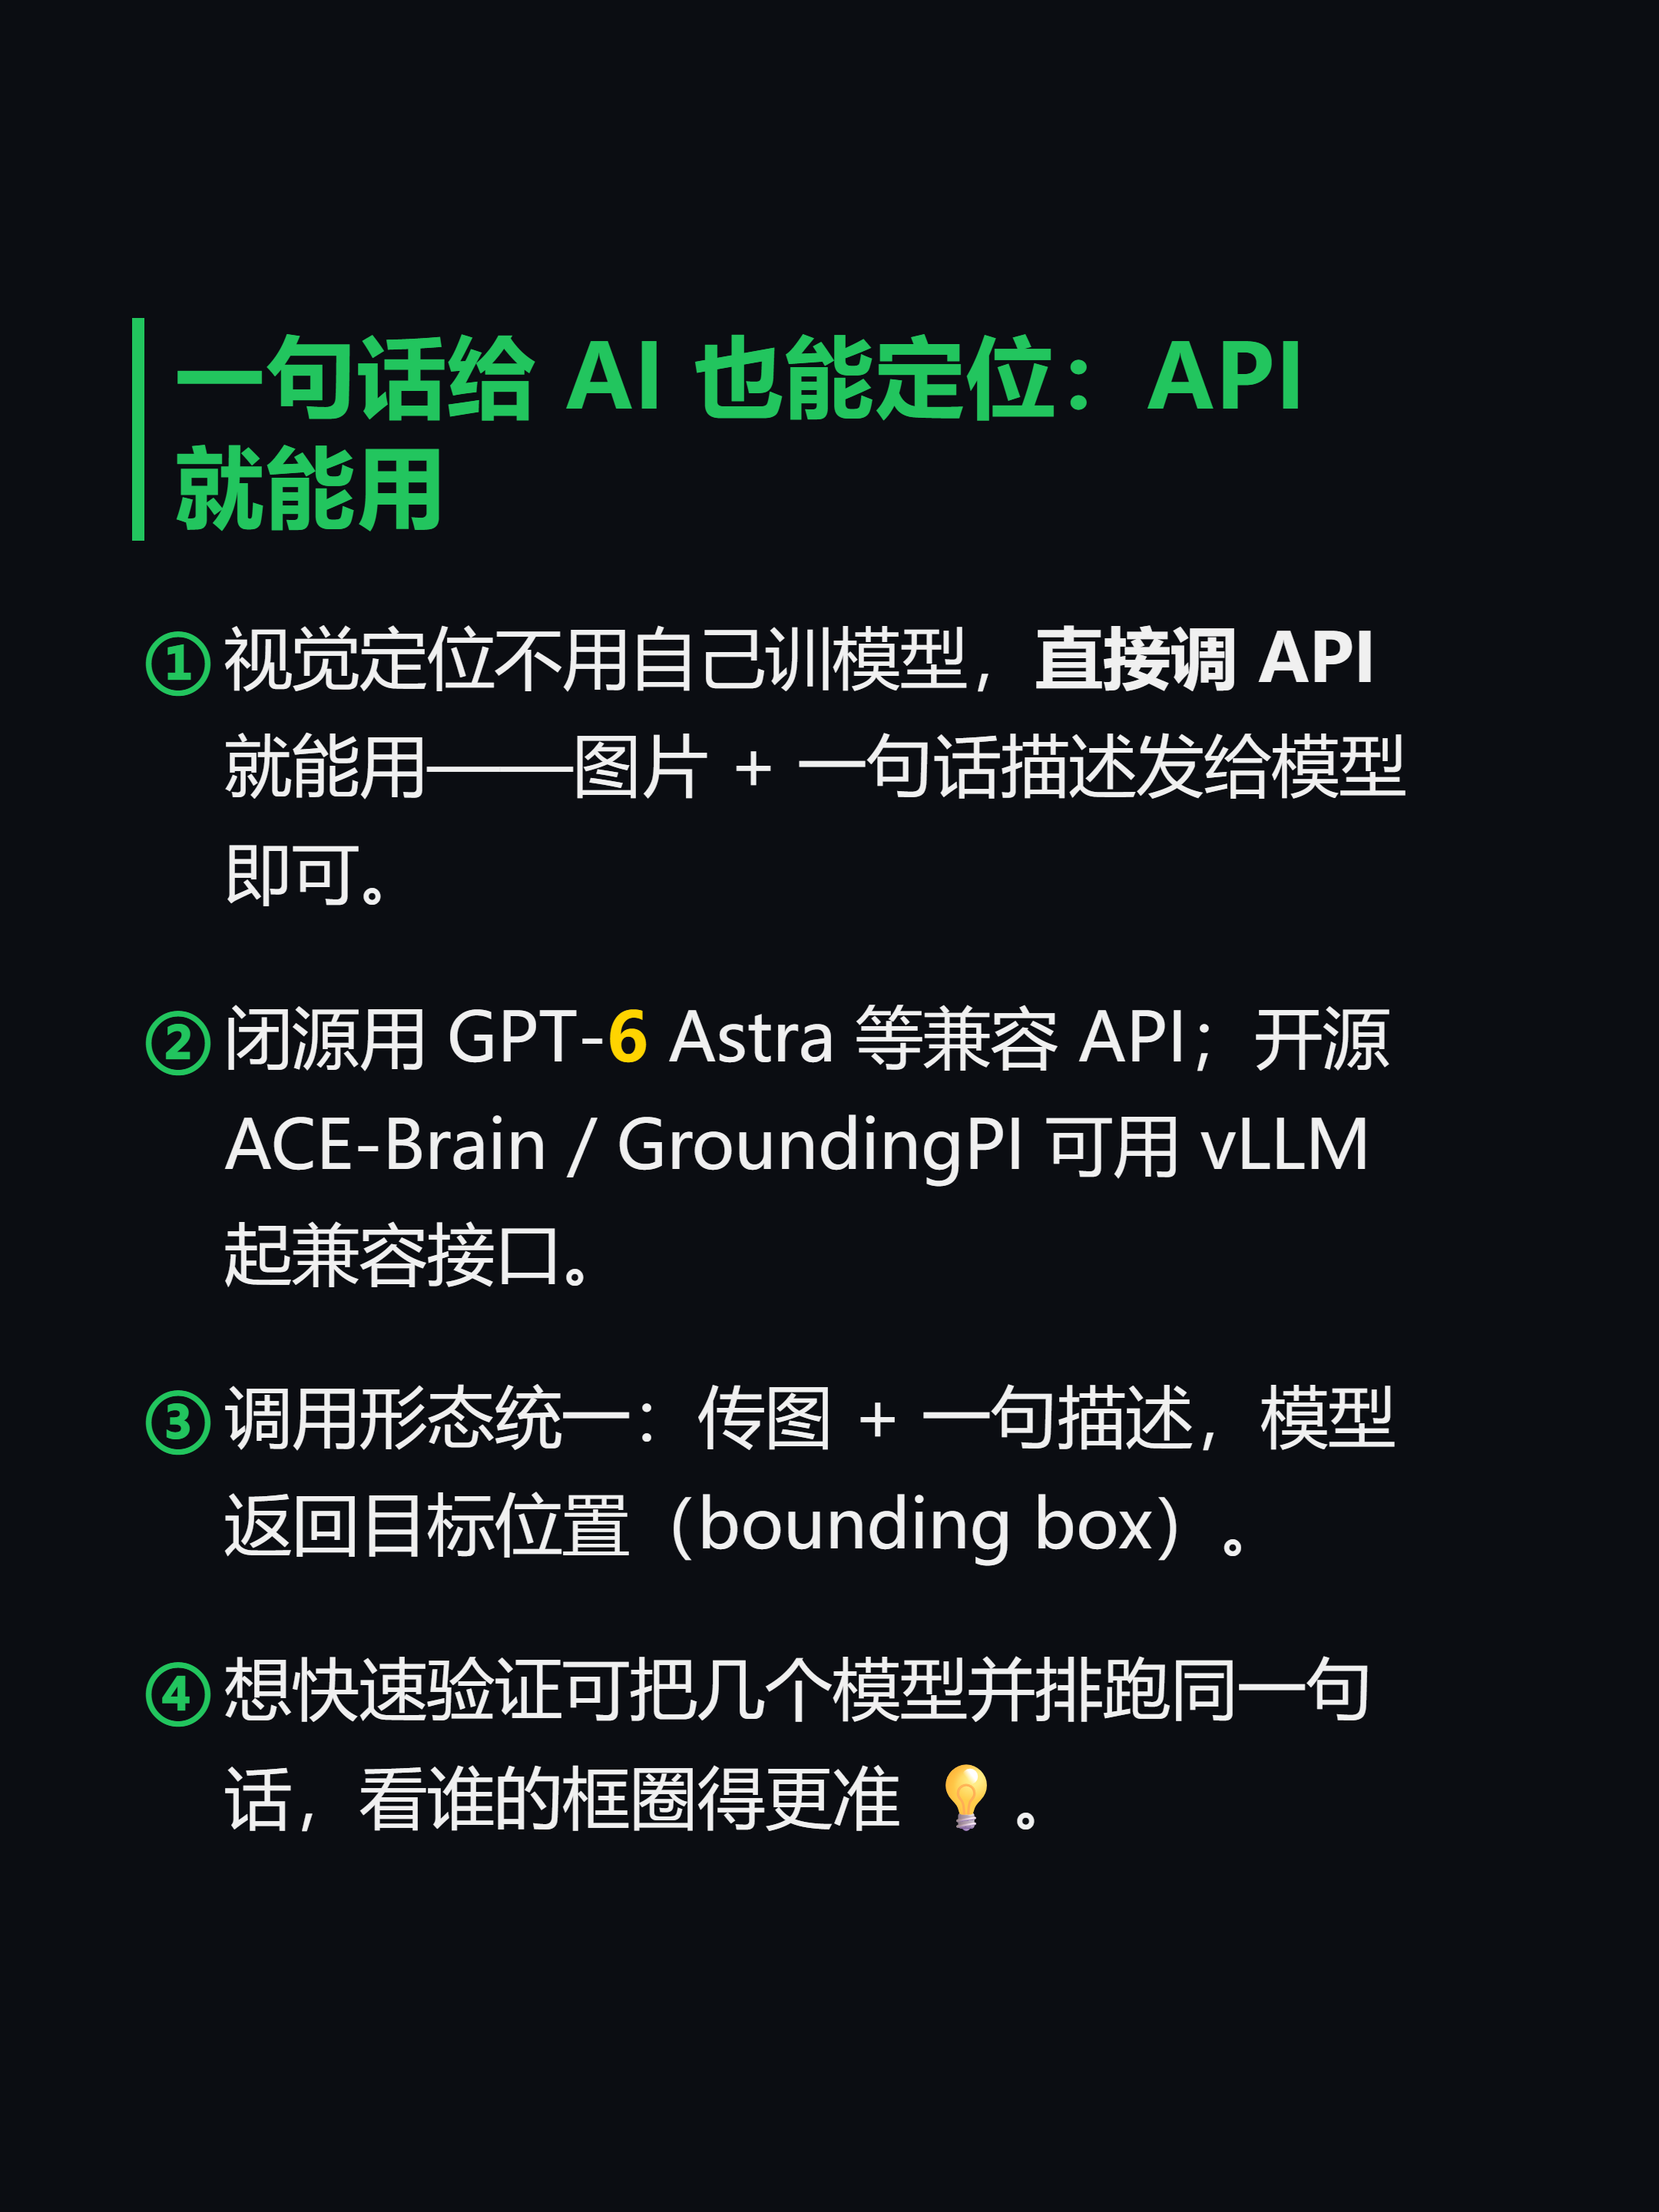 一句话给 AI 也能定位：API
就能用
① 视觉定位不用自己训模型，直接调 API
就能用——图片 + 一句话描述发给模型
即可。
② 闭源用 GPT-6 Astra 等兼容 API；开源
ACE-Brain / GroundingPI 可用 vLLM
起兼容接口。
③ 调用形态统一：传图 + 一句描述，模型
返回目标位置（bounding box）。
④ 想快速验证可把几个模型并排跑同一句
话，看谁的框圈得更准 💡。